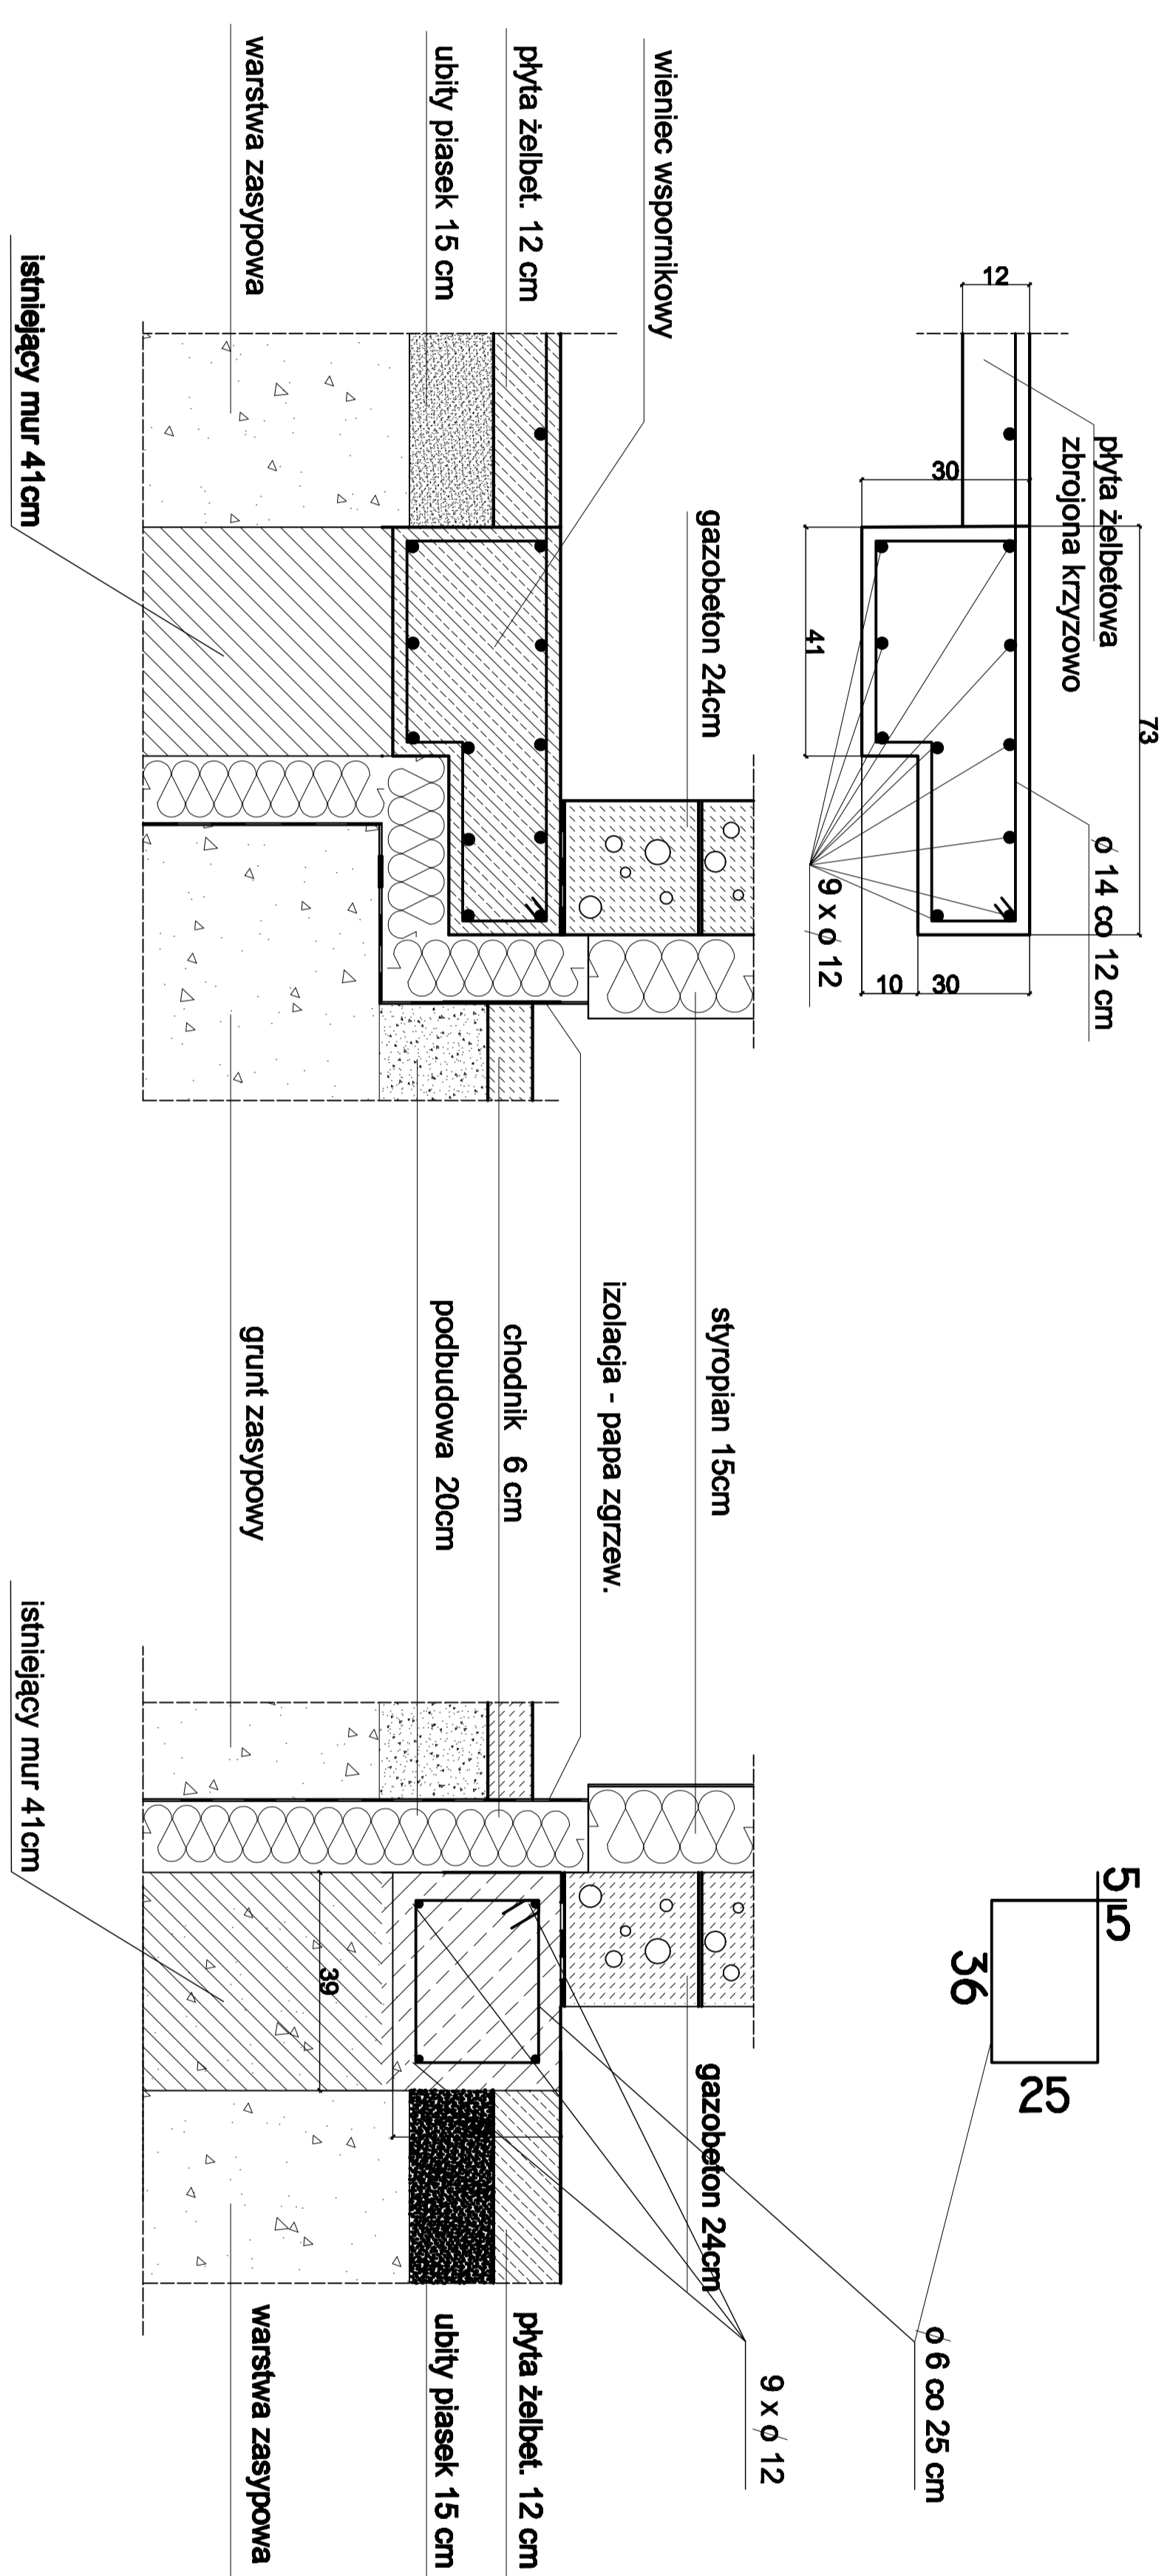 12
płyta żelbetowa
zbrojona krzyzowo
30
73
41
ø 14 co 12 cm
9 x ø 12
10
30
wieniec wspornikowy
płyta żelbet. 12 cm
ubity piasek 15 cm
warstwa zasypowa
istniejący mur 41cm
gazobeton 24cm
styropian 15cm
izolacja - papa zgrzew.
chodnik 6 cm
podbudowa 20cm
grunt zasypowy
istniejący mur 41cm
5
5
36
25
39
gazobeton 24cm
ø 6 co 25 cm
9 x ø 12
płyta żelbet. 12 cm
ubity piasek 15 cm
warstwa zasypowa